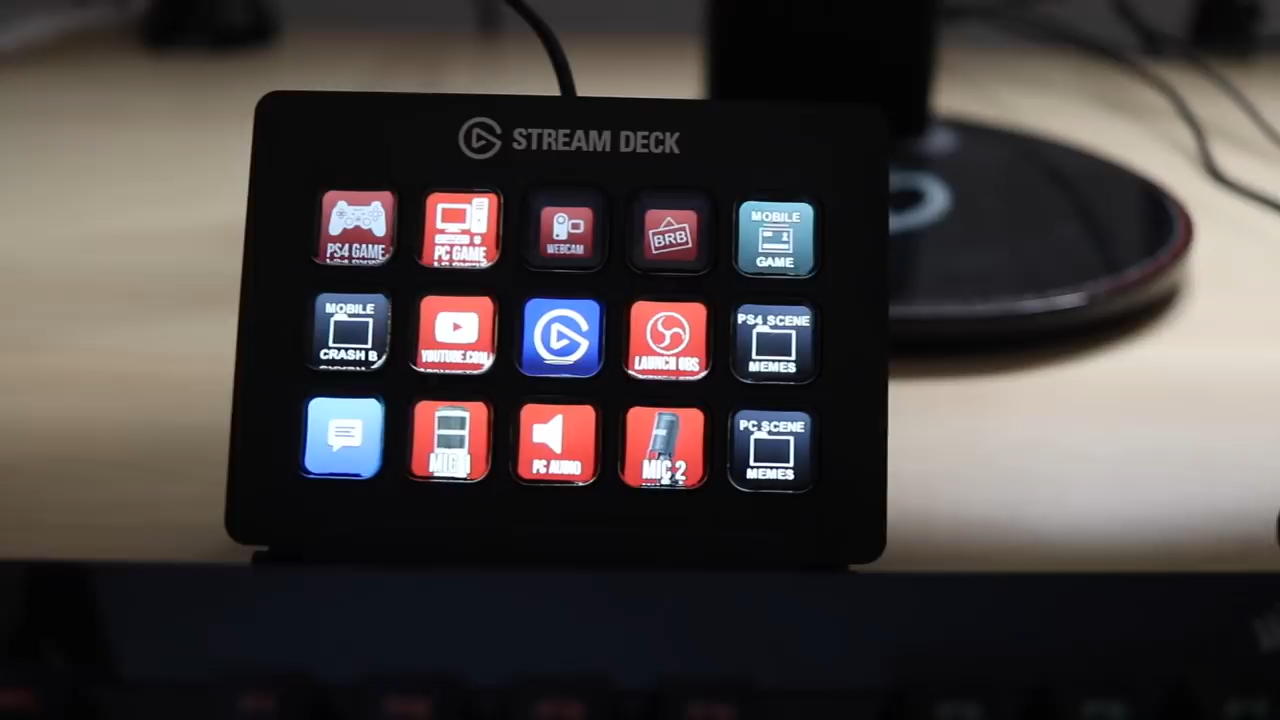 STREAM DECK
PS4 GAME
PC GAME
WEBCAM
BRB
MOBILE
GAME
MOBILE
CRASH B
YOUTUBE.COM
LAUNCH OBS
PS4 SCENE
MEMES
MIC 1
PC AUDIO
MIC 2
PC SCENE
MEMES